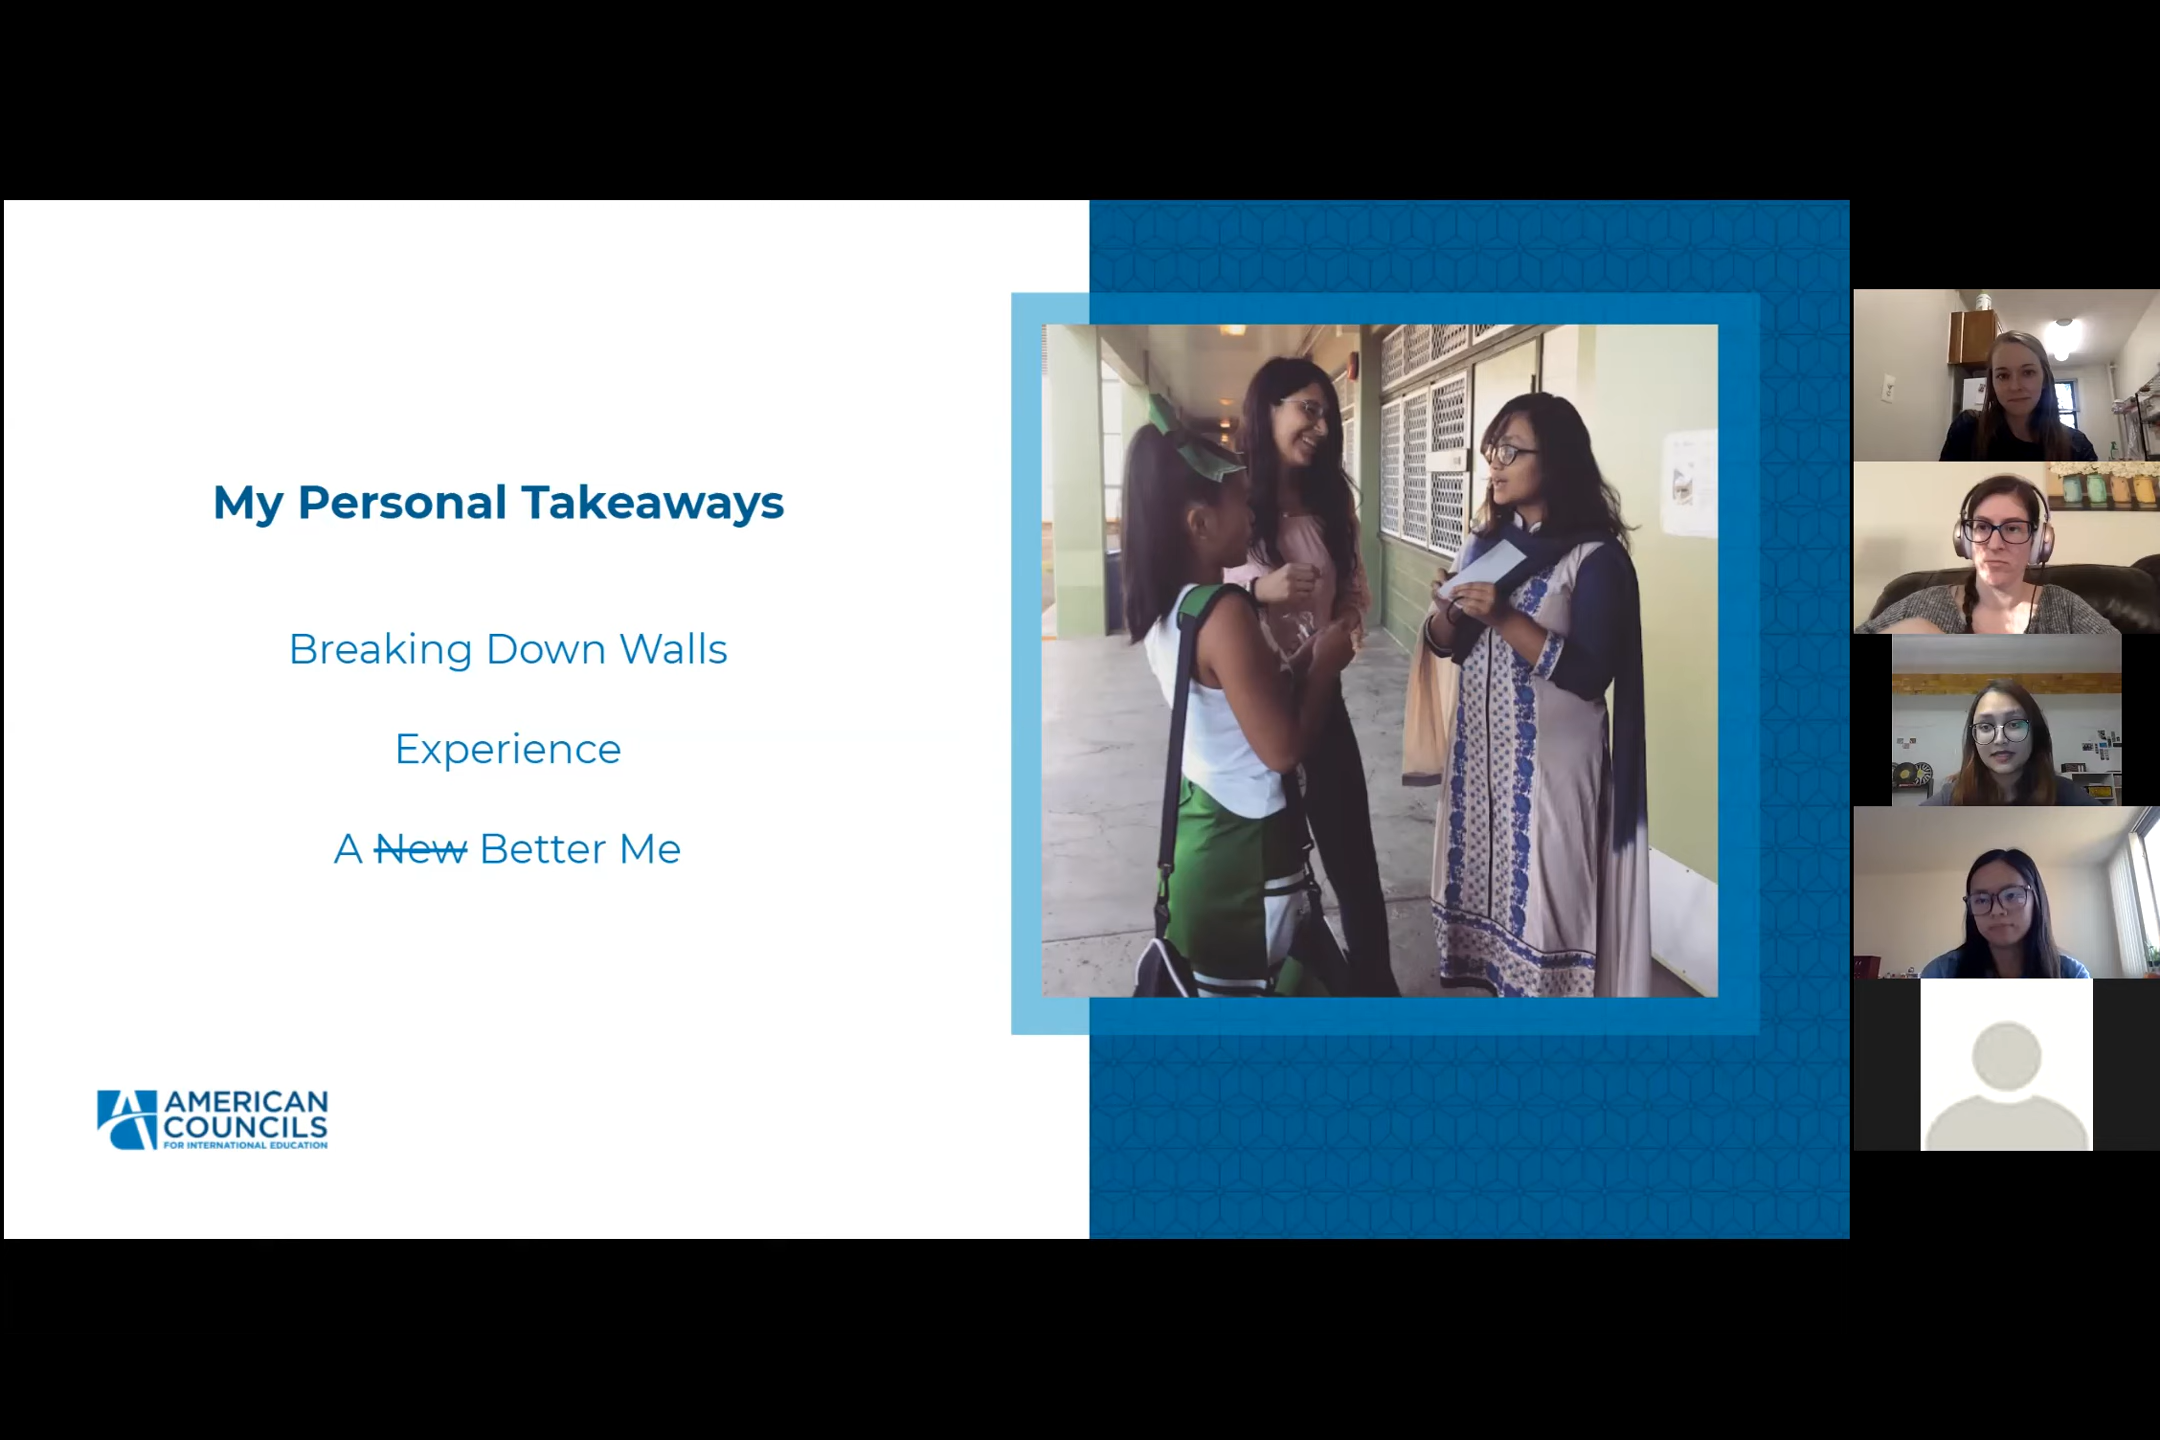 My Personal Takeaways
Breaking Down Walls
Experience
A New Better Me
AMERICAN
COUNCILS
FOR INTERNATIONAL EDUCATION